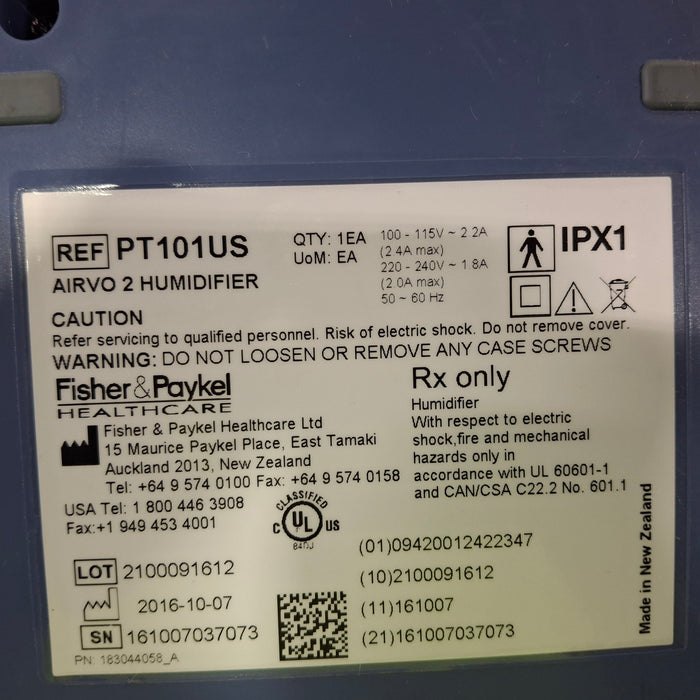 REF PT101US
AIRVO 2 HUMIDIFIER
QTY: 1EA
UoM: EA
100 - 115V ~ 2.2A
(2.4A max)
220 - 240V ~ 1.8A
(2.0A max)
50 ~ 60 Hz
IPX1
CAUTION
Refer servicing to qualified personnel. Risk of electric shock. Do not remove cover.
WARNING: DO NOT LOOSEN OR REMOVE ANY CASE SCREWS
Fisher&Paykel
HEALTHCARE
Fisher & Paykel Healthcare Ltd
15 Maurice Paykel Place, East Tamaki
Auckland 2013, New Zealand
Tel: +64 9 574 0100 Fax: +64 9 574 0158
USA Tel: 1 800 446 3908
Fax:+1 949 453 4001
Rx only
Humidifier
With respect to electric
shock,fire and mechanical
hazards only in
accordance with UL 60601-1
and CAN/CSA C22.2 No. 601.1
CLASSIFIED
C UL US
84DJ
LOT 2100091612
2016-10-07
SN 161007037073
PN: 183044058_A
(01)09420012422347
(10)2100091612
(11)161007
(21)161007037073
Made in New Zealand